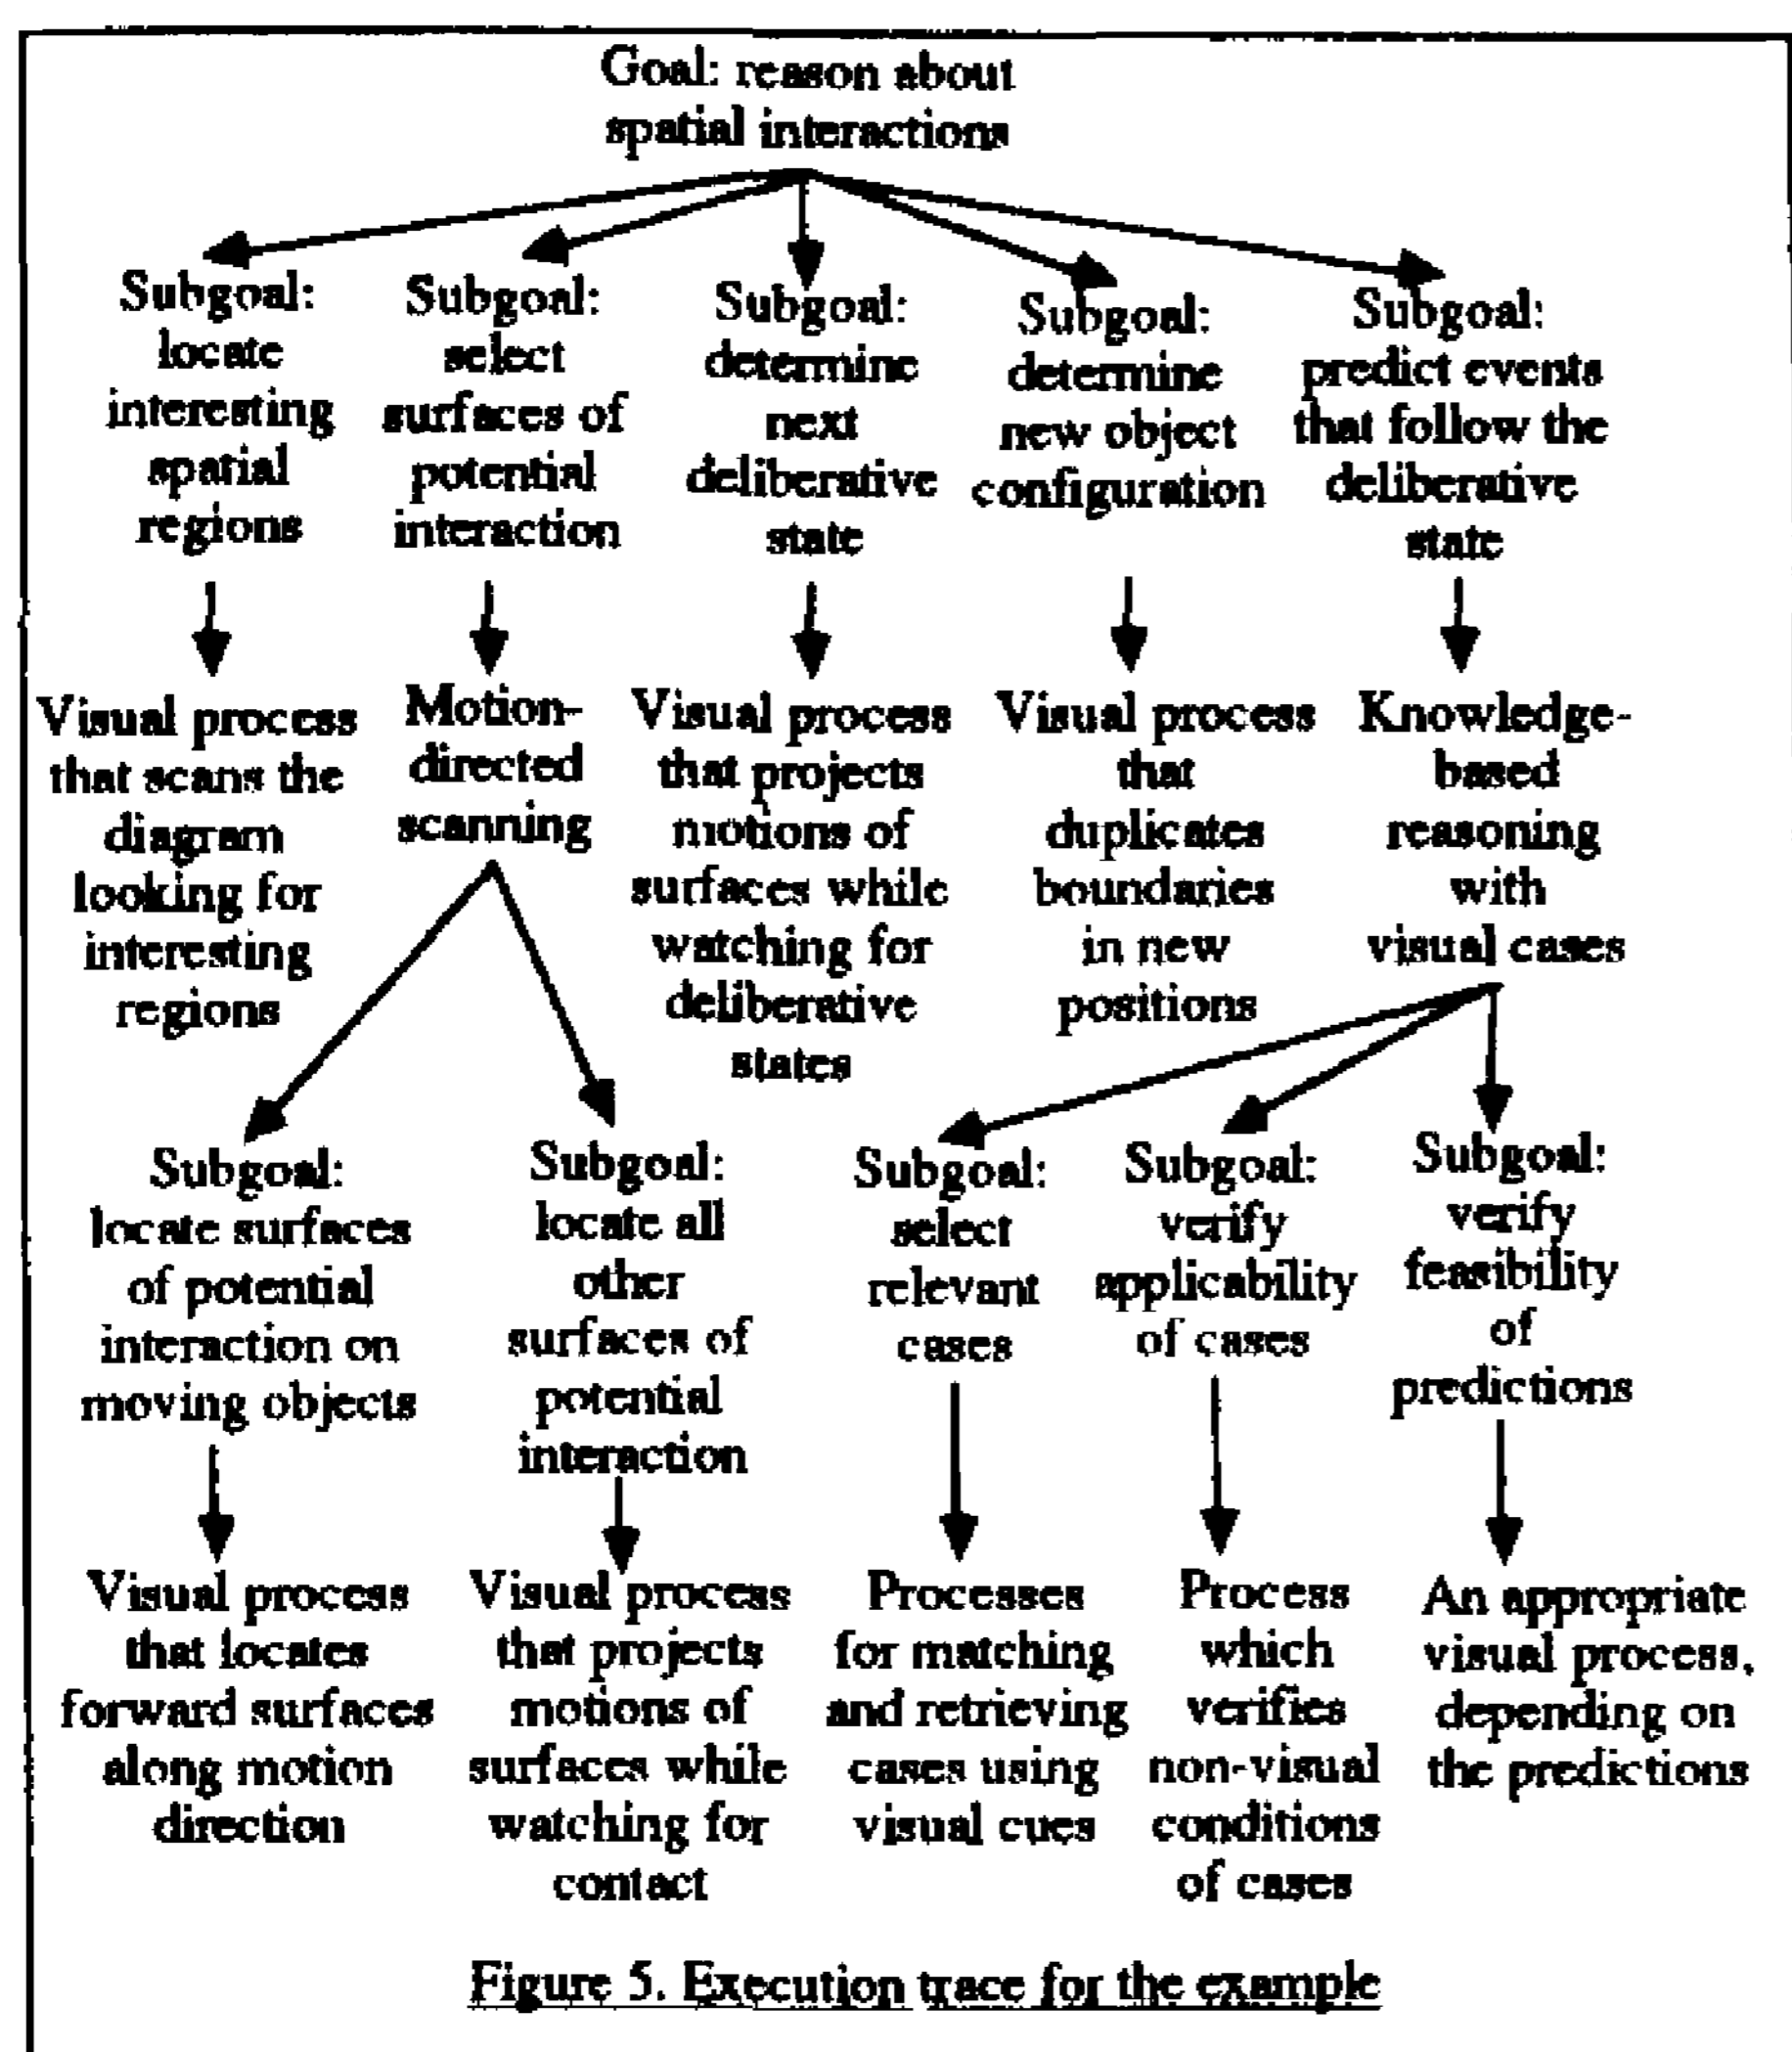 Goal: reason about
spatial interactions
Subgoal:
locate
interesting
spatial
regions
Subgoal:
select
surfaces of
potential
interaction
Subgoal:
determine
next
deliberative
state
Subgoal:
determine
new object
configuration
Subgoal:
predict events
that follow the
deliberative
state
Visual process
that scans the
diagram
looking for
interesting
regions
Motion-
directed
scanning
Visual process
that projects
motions of
surfaces while
watching for
deliberative
states
Visual process
that
duplicates
boundaries
in new
positions
Knowledge-
based
reasoning
with
visual cases
Subgoal:
locate surfaces
of potential
interaction on
moving objects
Subgoal:
locate all
other
surfaces of
potential
interaction
Subgoal:
select
relevant
cases
Subgoal:
verify
applicability
of cases
Subgoal:
verify
feasibility
of
predictions
Visual process
that locates
forward surfaces
along motion
direction
Visual process
that projects
motions of
surfaces while
watching for
contact
Processes
for matching
and retrieving
cases using
visual cues
Process
which
verifies
non-visual
conditions
of cases
An appropriate
visual process,
depending on
the predictions
Figure 5. Execution trace for the example